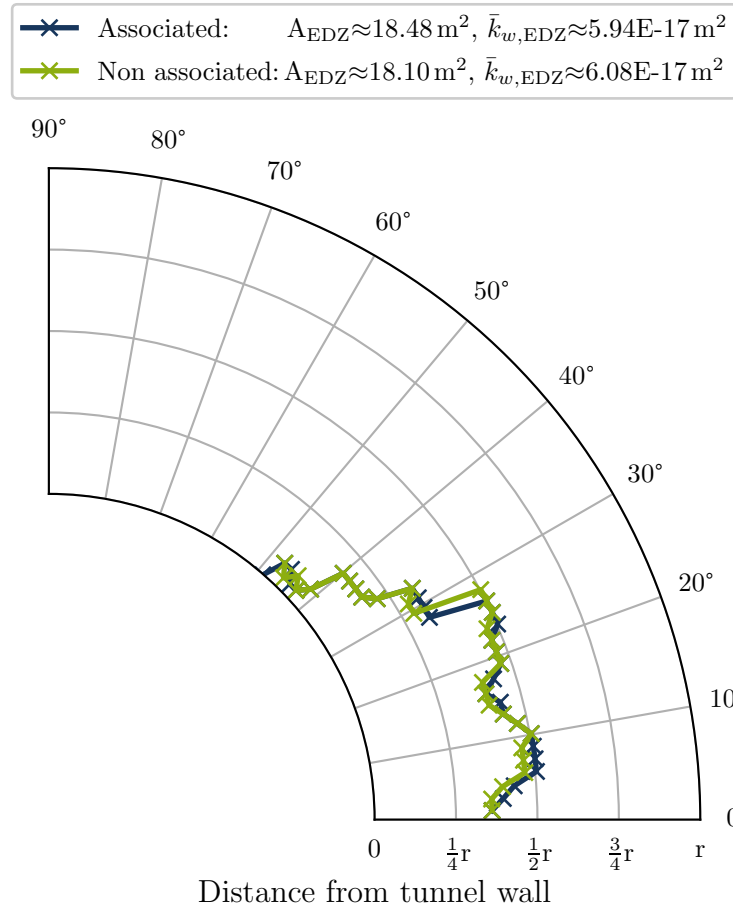 Associated: A_EDZ≈18.48 m², k̄_w,EDZ≈5.94E-17 m²
Non associated: A_EDZ≈18.10 m², k̄_w,EDZ≈6.08E-17 m²
90°
80°
70°
60°
50°
40°
30°
20°
10
0
0 1/4r 1/2r 3/4r r
Distance from tunnel wall